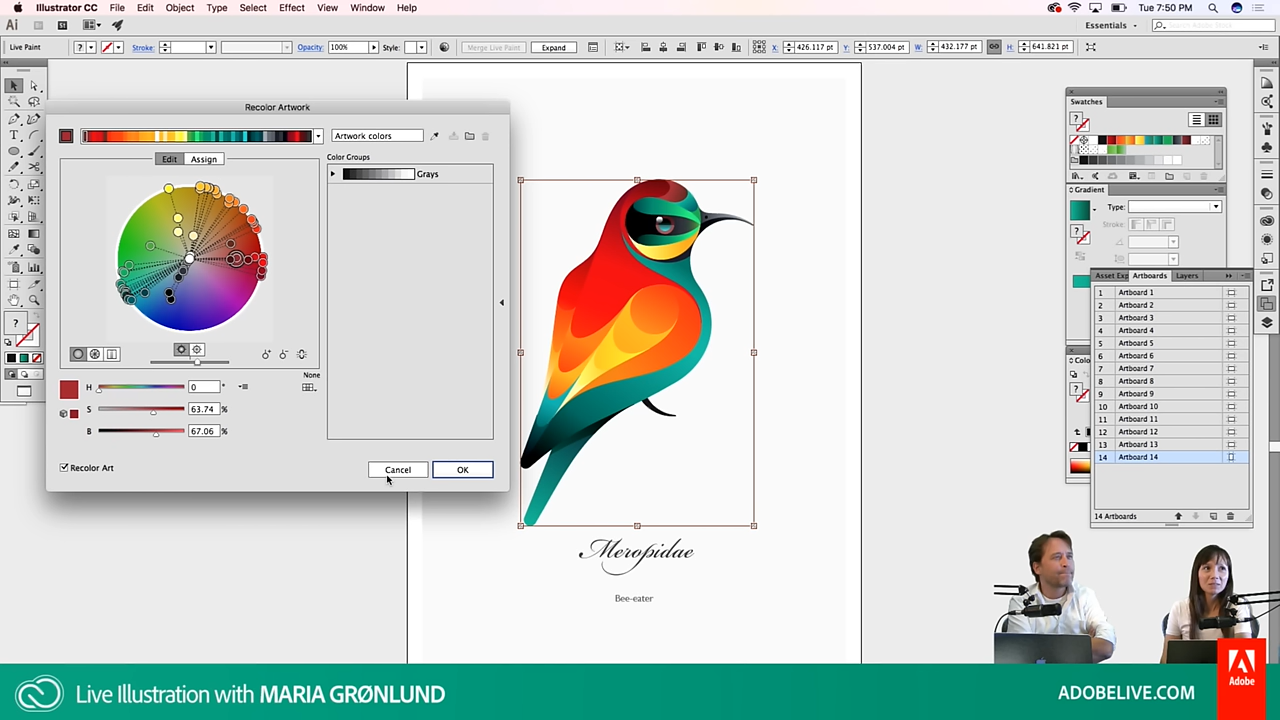 Illustrator CC File Edit Object Type Select Effect View Window Help Tue 7:50 PM
Ai St Essentials
Live Paint ? Stroke: Opacity: 100% Style: Merge Live Paint Expand X: 426.117 pt Y: 537.004 pt W: 432.177 pt H: 641.821 pt
Recolor Artwork
Artwork colors
Edit Assign
Color Groups
Grays
None
H 0 °
S 63.74 %
B 67.06 %
Recolor Art
Cancel OK
Swatches
?
Gradient
Type:
?
Stroke:
Asset Exp Artboards Layers
1 Artboard 1
2 Artboard 2
3 Artboard 3
4 Artboard 4
5 Artboard 5
6 Artboard 6
7 Artboard 7
8 Artboard 8
9 Artboard 9
10 Artboard 10
11 Artboard 11
12 Artboard 12
13 Artboard 13
14 Artboard 14
14 Artboards
Colo
?
T
?
Meropidae
Bee-eater
Live Illustration with MARIA GRØNLUND
ADOBELIVE.COM
Adobe